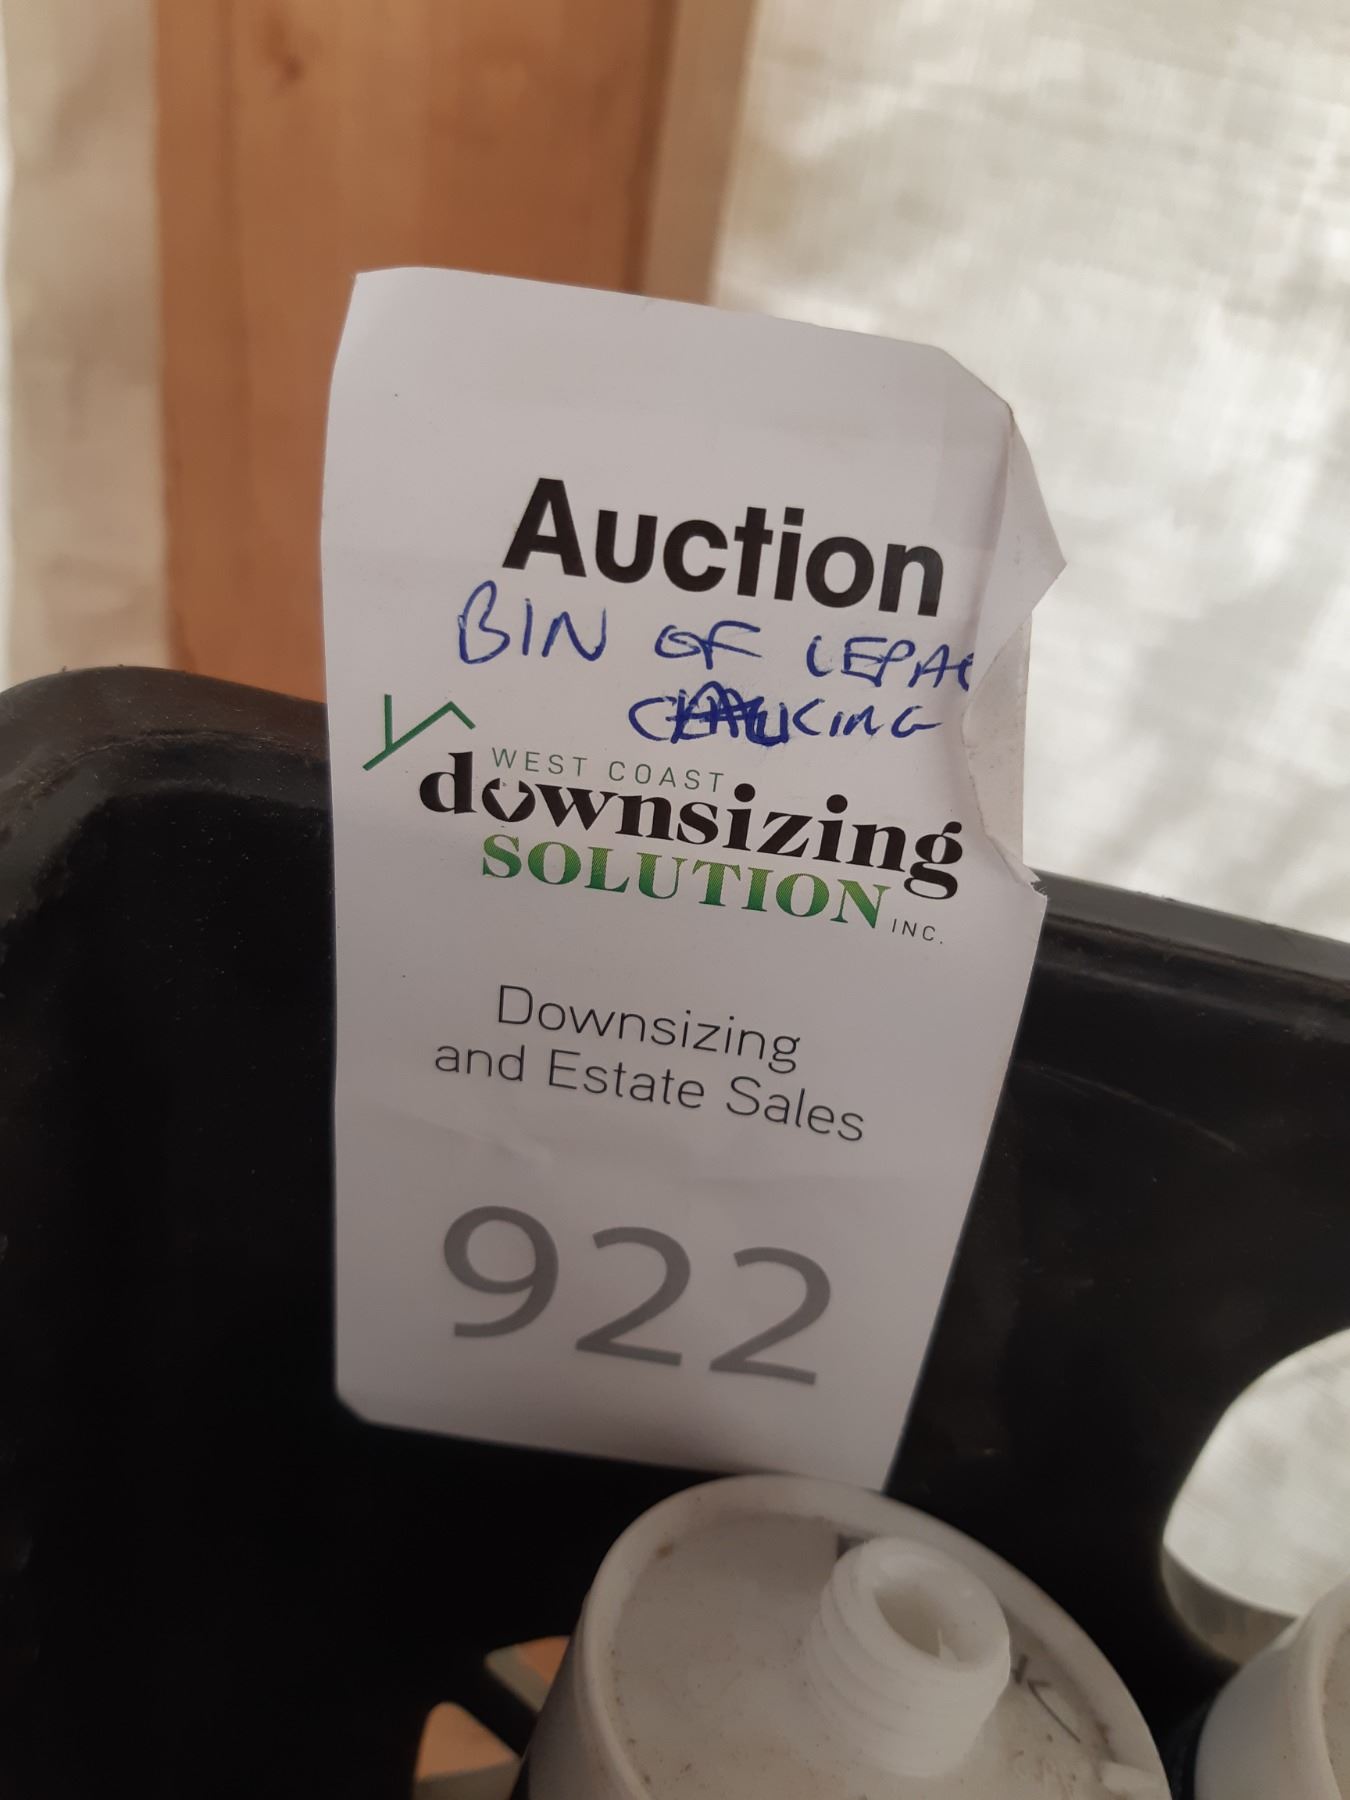 Auction
BIN OF LEPAG
CAULKING
WEST COAST
downsizing
SOLUTION INC.
Downsizing
and Estate Sales
922